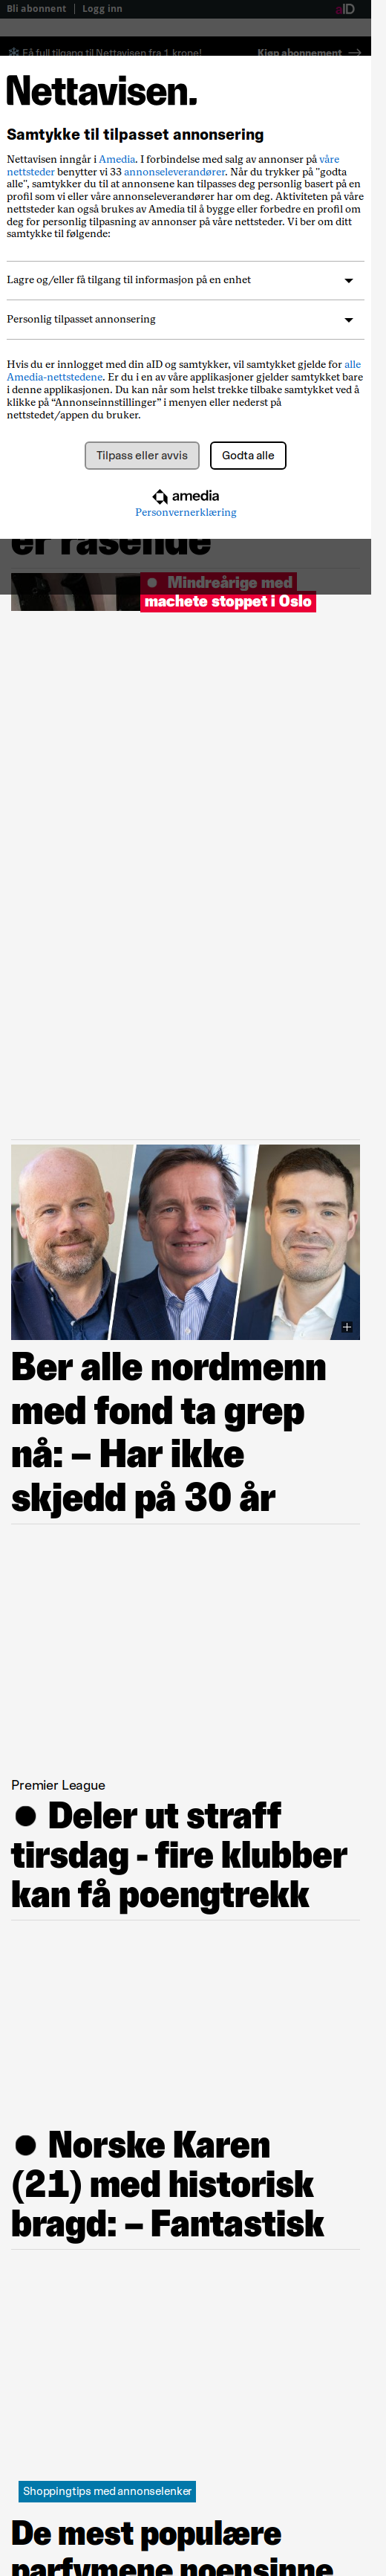 Bli abonnent | Logg inn
aID
Få full tilgang til Nettavisen fra 1 krone!
Kjøp abonnement →
Nettavisen.
Samtykke til tilpasset annonsering
Nettavisen inngår i Amedia. I forbindelse med salg av annonser på våre
nettsteder benytter vi 33 annonseleverandører. Når du trykker på "godta
alle", samtykker du til at annonsene kan tilpasses deg personlig basert på en
profil som vi eller våre annonseleverandører har om deg. Aktiviteten på våre
nettsteder kan også brukes av Amedia til å bygge eller forbedre en profil om
deg for personlig tilpasning av annonser på våre nettsteder. Vi ber om ditt
samtykke til følgende:
Lagre og/eller få tilgang til informasjon på en enhet
Personlig tilpasset annonsering
Hvis du er innlogget med din aID og samtykker, vil samtykket gjelde for alle
Amedia-nettstedene. Er du i en av våre applikasjoner gjelder samtykket bare
i denne applikasjonen. Du kan når som helst trekke tilbake samtykket ved å
klikke på “Annonseinnstillinger” i menyen eller nederst på
nettstedet/appen du bruker.
Tilpass eller avvis
Godta alle
amedia
Personvernerklæring
er rasende
Mindreårige med
machete stoppet i Oslo
Ber alle nordmenn
med fond ta grep
nå: – Har ikke
skjedd på 30 år
Premier League
● Deler ut straff
tirsdag - fire klubber
kan få poengtrekk
● Norske Karen
(21) med historisk
bragd: – Fantastisk
Shoppingtips med annonselenker
De mest populære
parfymene noensinne